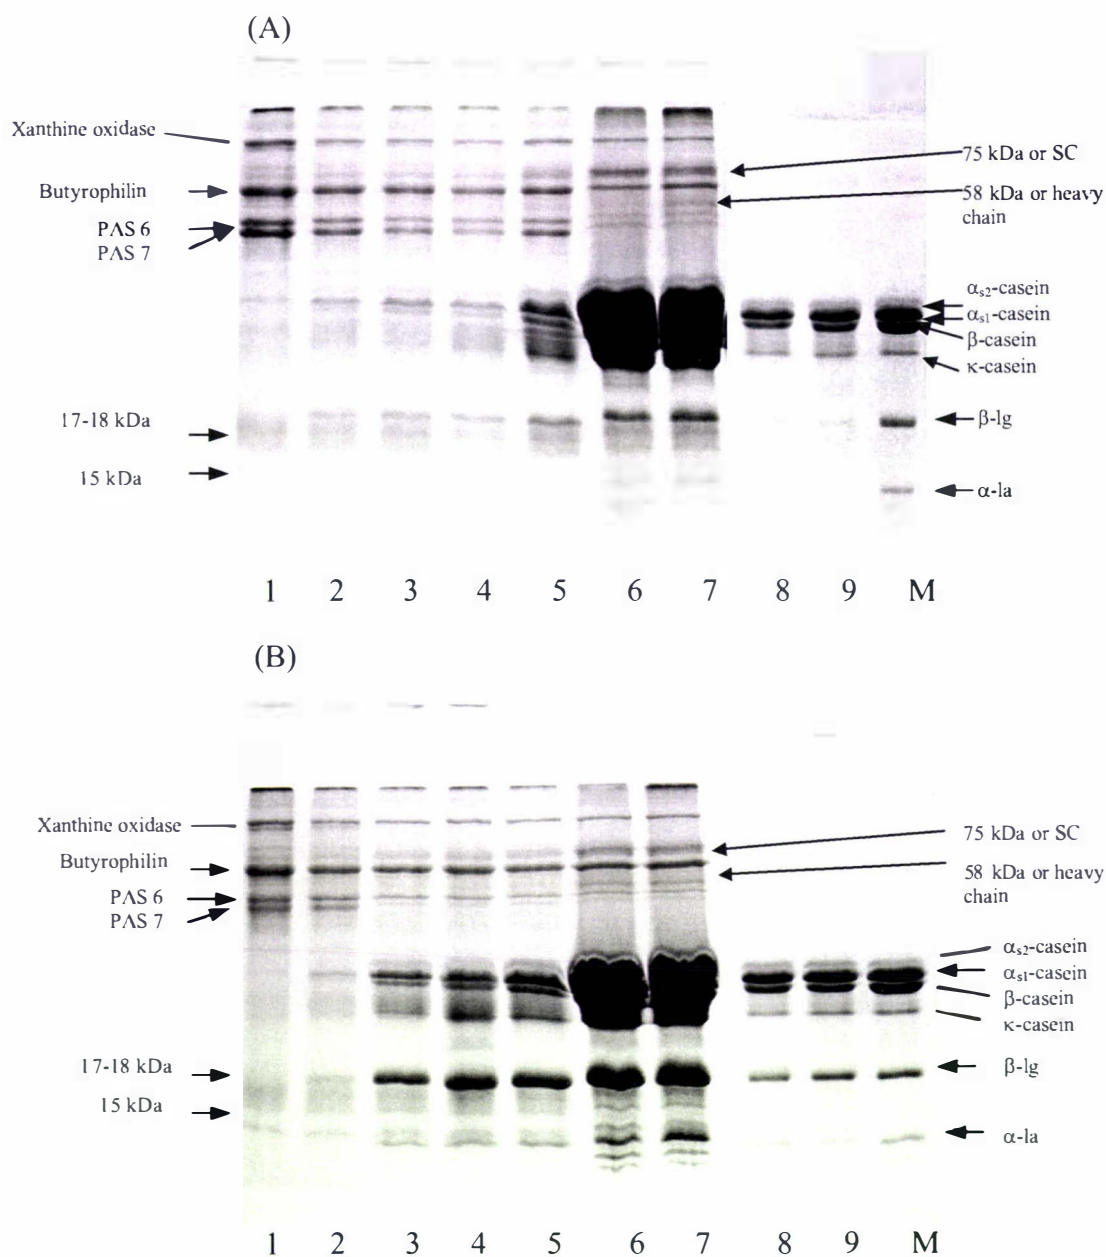 (A)
Xanthine oxidase
Butyrophilin
PAS 6
PAS 7
17-18 kDa
15 kDa
75 kDa or SC
58 kDa or heavy
chain
αs2-casein
αs1-casein
β-casein
κ-casein
β-lg
α-la
1 2 3 4 5 6 7 8 9 M
(B)
Xanthine oxidase
Butyrophilin
PAS 6
PAS 7
17-18 kDa
15 kDa
75 kDa or SC
58 kDa or heavy
chain
αs2-casein
αs1-casein
β-casein
κ-casein
β-lg
α-la
1 2 3 4 5 6 7 8 9 M